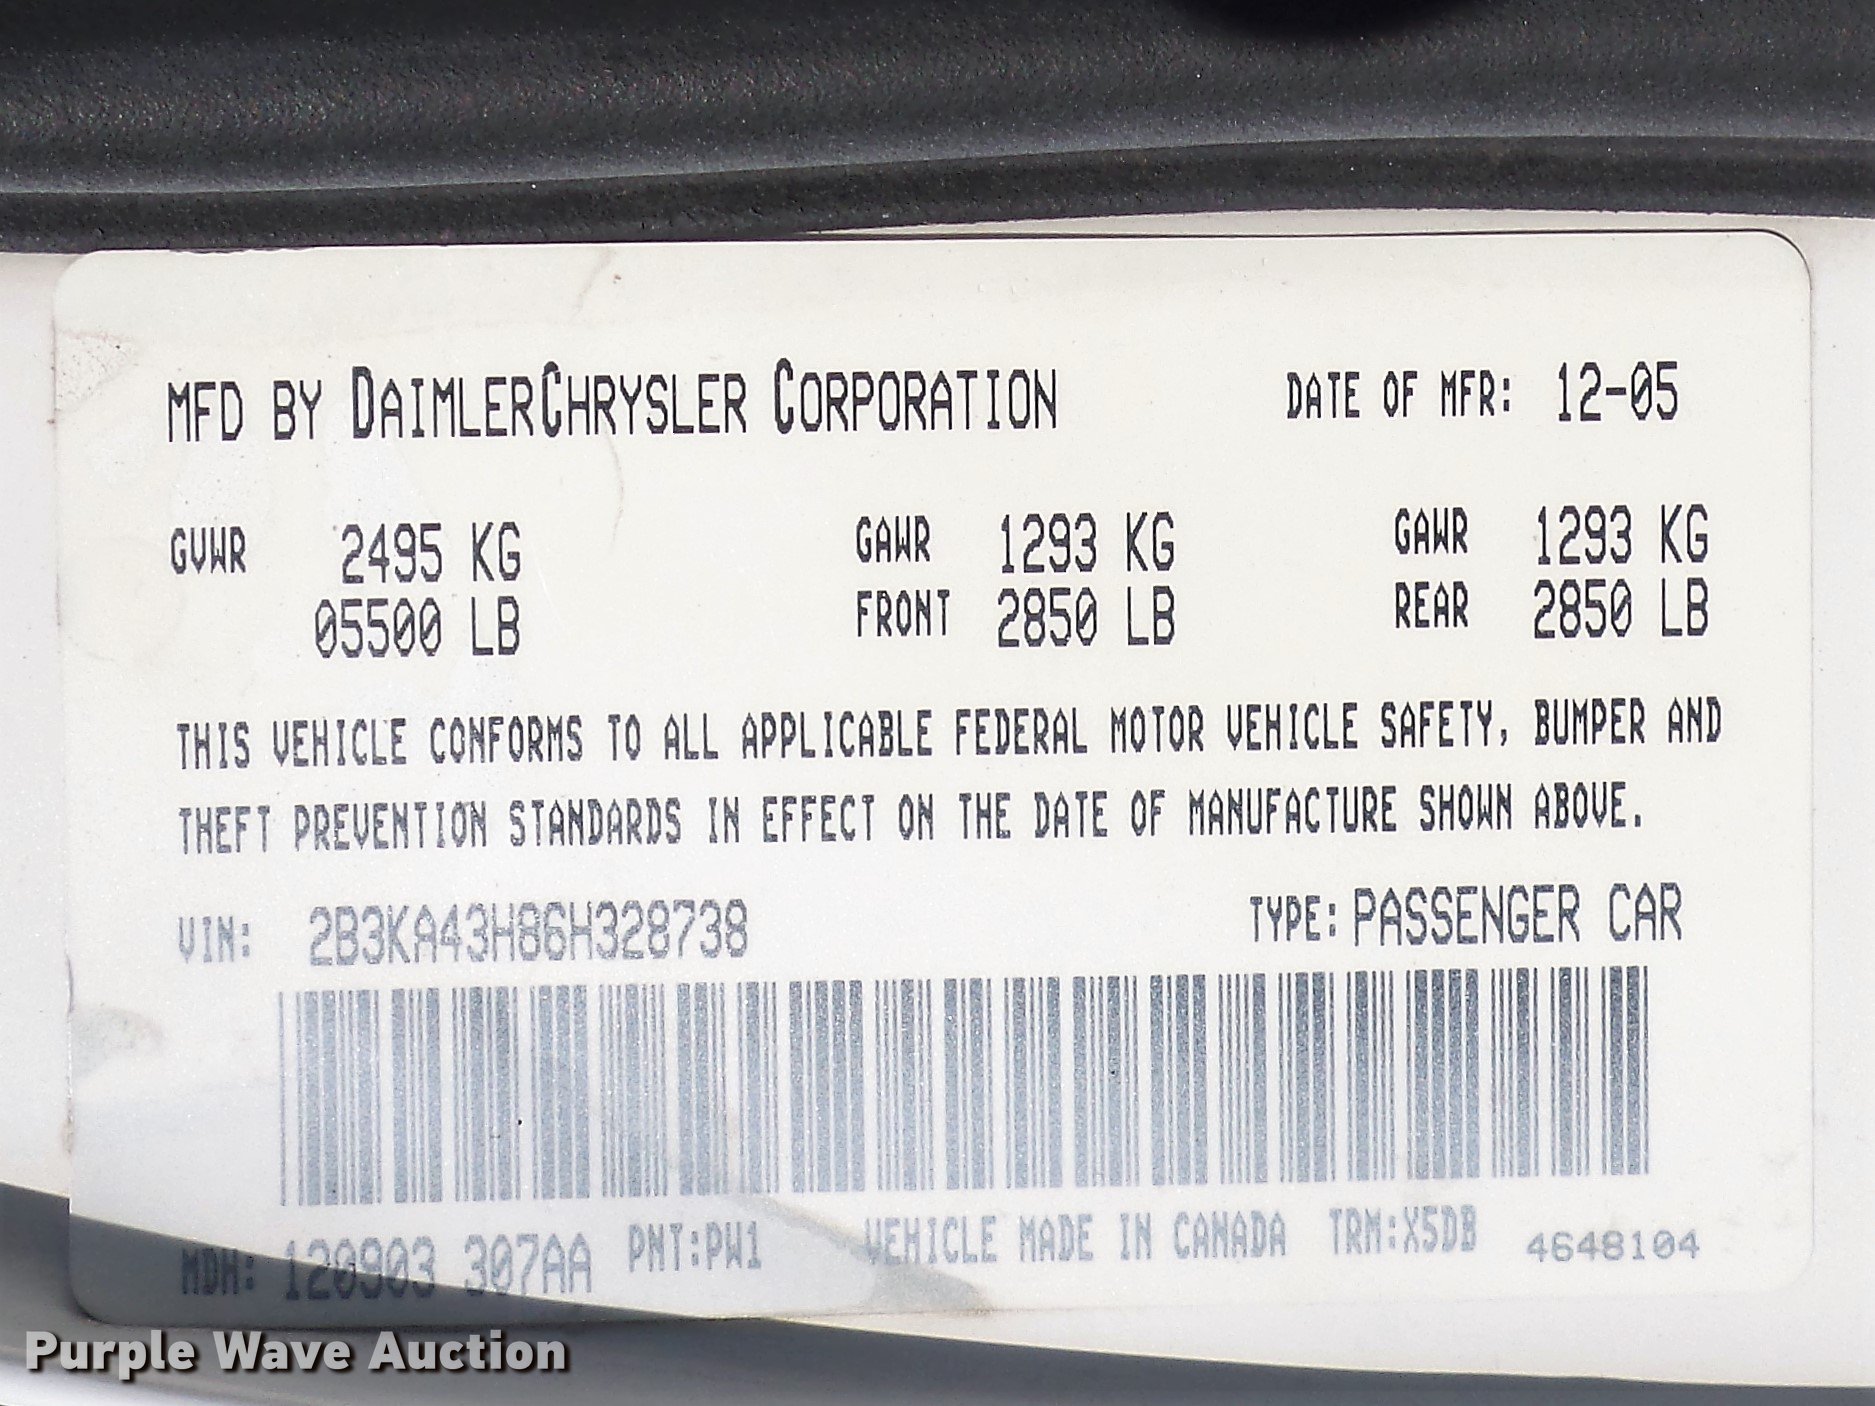 MFD BY DAIMLERCHRYSLER CORPORATION DATE OF MFR: 12-05
GVWR 2495 KG GAWR 1293 KG GAWR 1293 KG
05500 LB FRONT 2850 LB REAR 2850 LB
THIS VEHICLE CONFORMS TO ALL APPLICABLE FEDERAL MOTOR VEHICLE SAFETY, BUMPER AND
THEFT PREVENTION STANDARDS IN EFFECT ON THE DATE OF MANUFACTURE SHOWN ABOVE.
VIN: 2B3KA43H86H328738 TYPE: PASSENGER CAR
MDH: 120903 307AA PNT:PW1 VEHICLE MADE IN CANADA TRM:X5DB 4648104
Purple Wave Auction